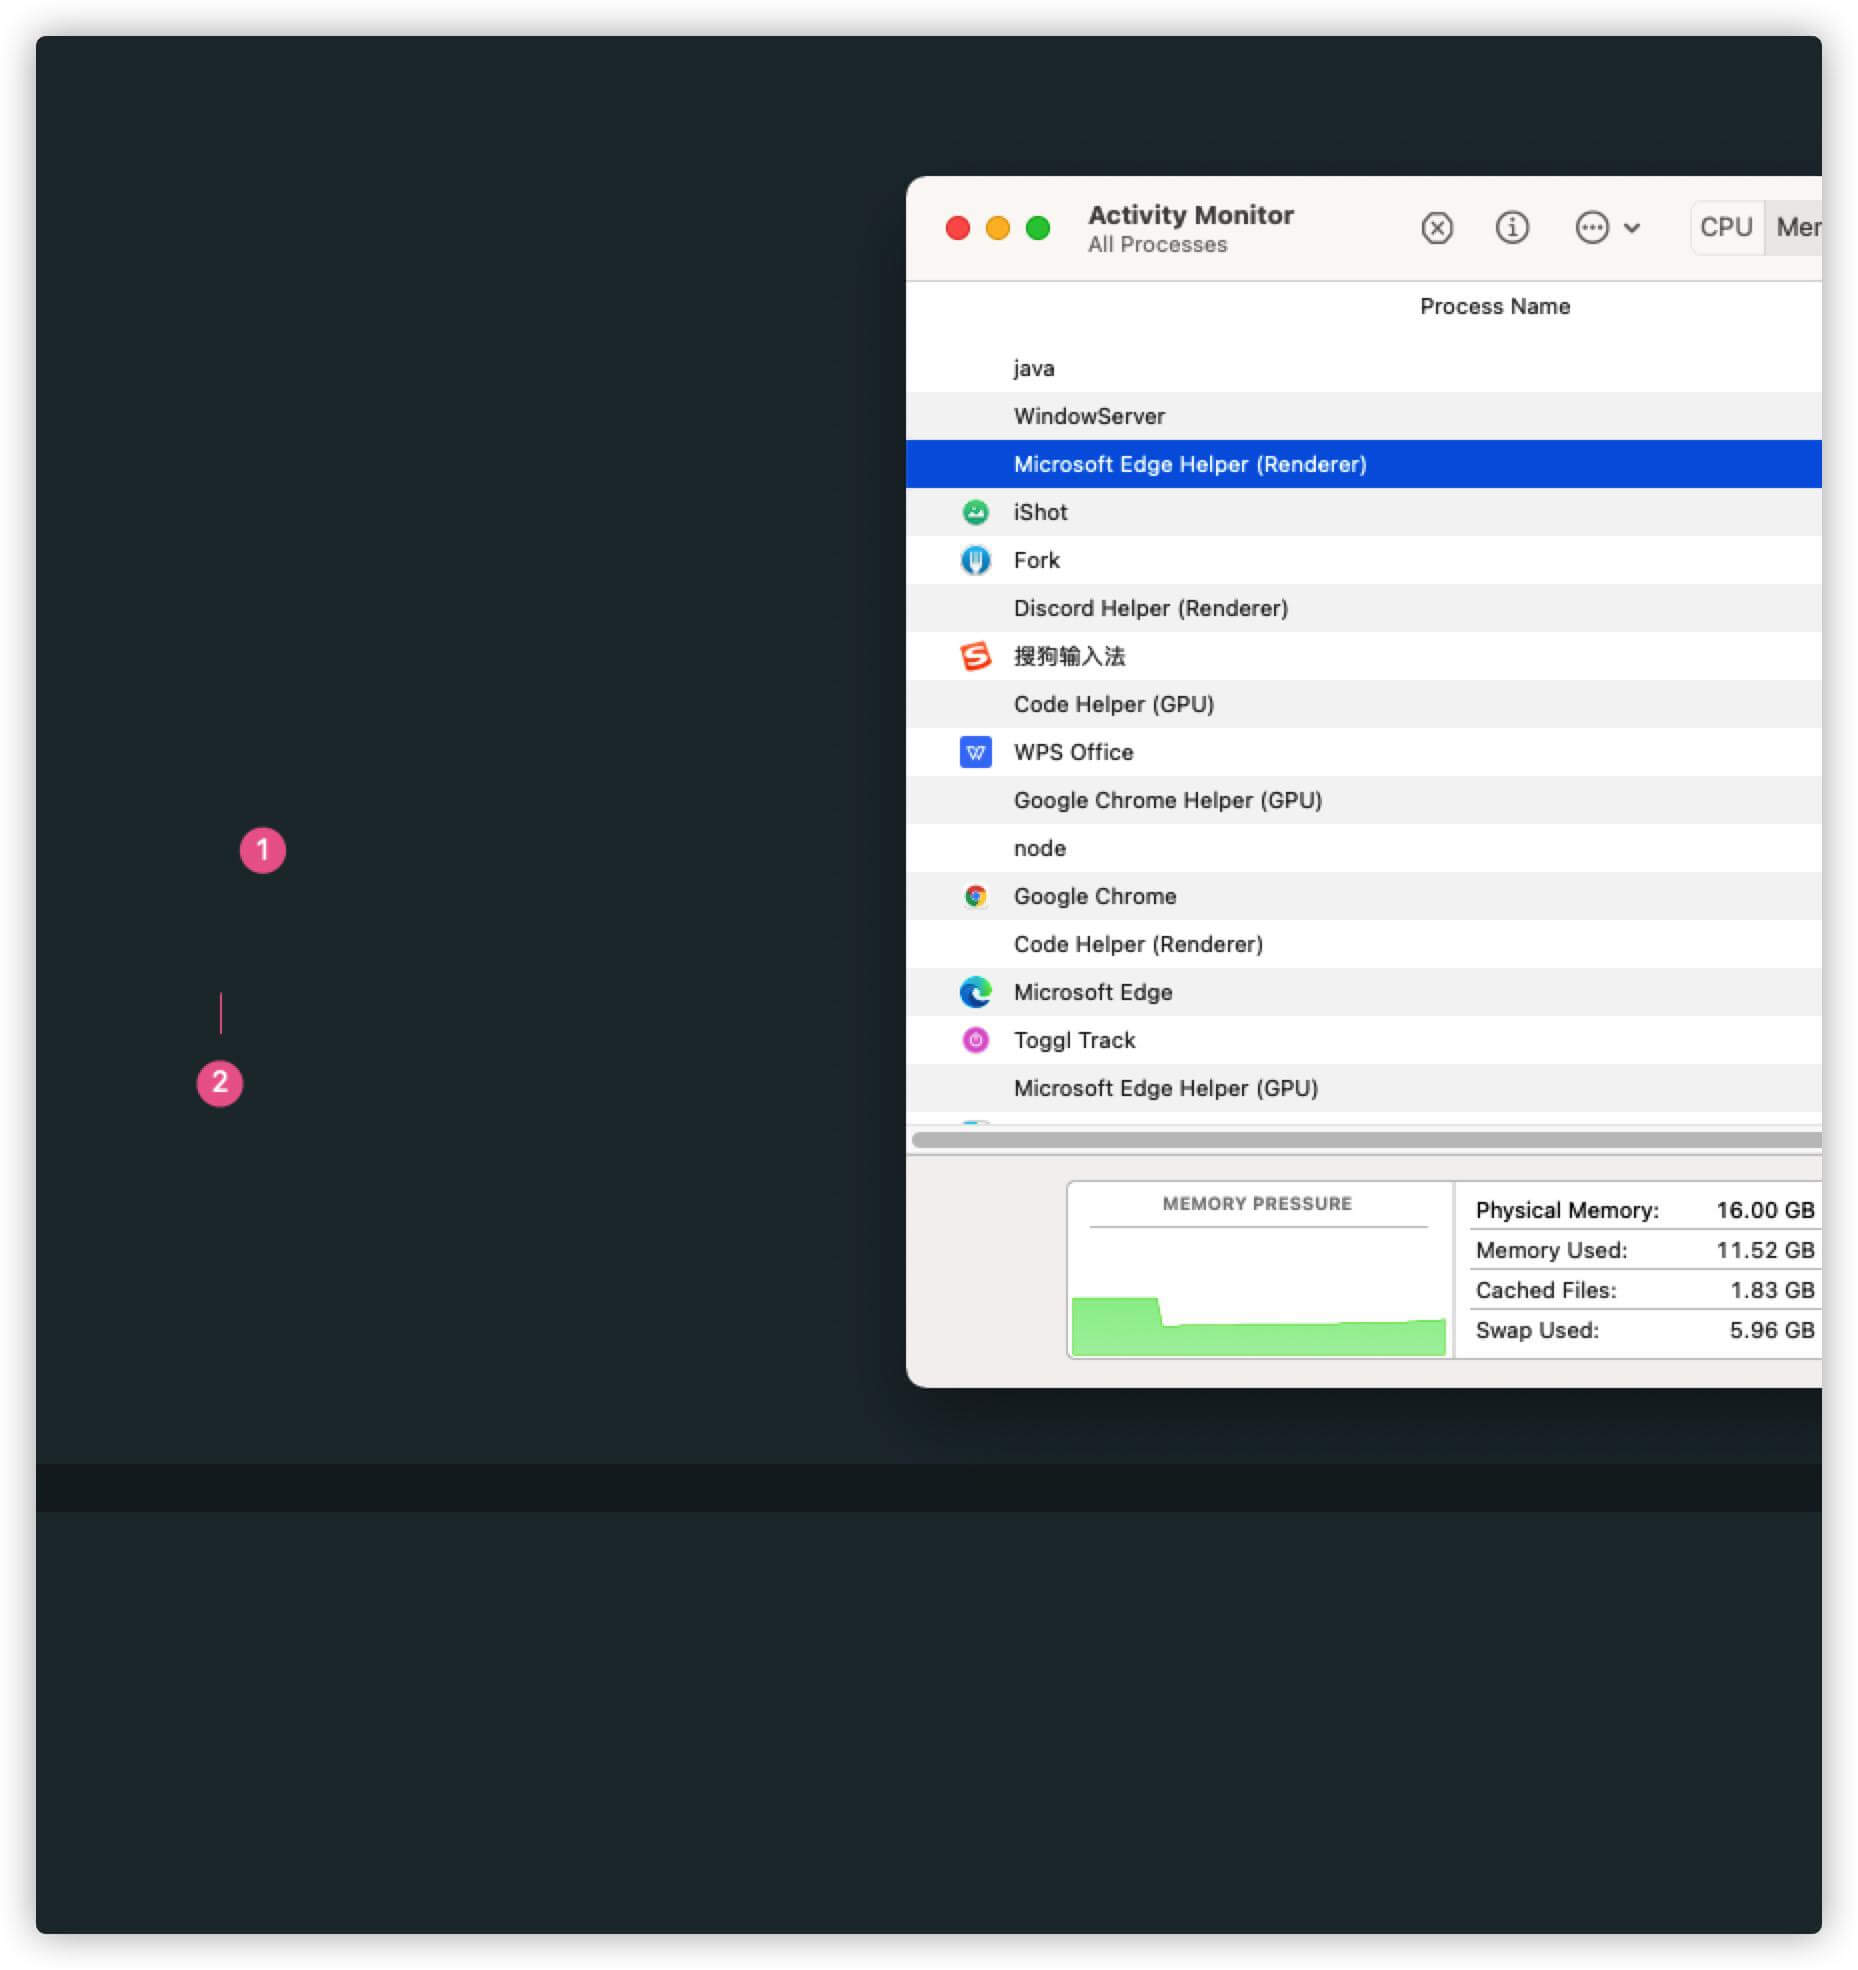 Activity Monitor
All Processes
CPU
Process Name
java
WindowServer
Microsoft Edge Helper (Renderer)
iShot
Fork
Discord Helper (Renderer)
搜狗输入法
Code Helper (GPU)
WPS Office
Google Chrome Helper (GPU)
1
node
Google Chrome
Code Helper (Renderer)
Microsoft Edge
Toggl Track
2
Microsoft Edge Helper (GPU)
MEMORY PRESSURE
Physical Memory: 16.00 GB
Memory Used: 11.52 GB
Cached Files: 1.83 GB
Swap Used: 5.96 GB